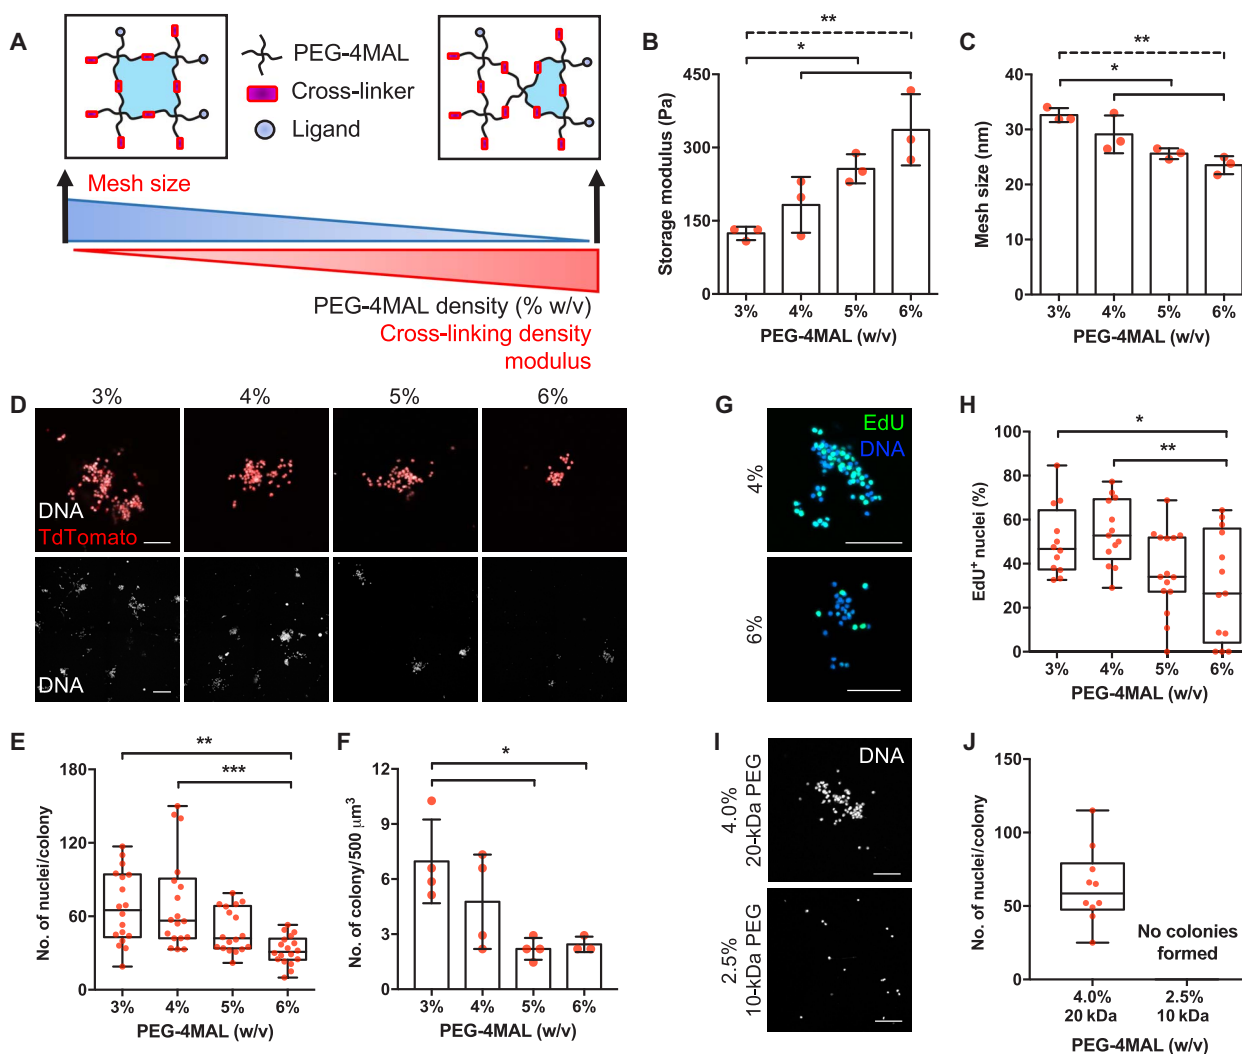 A
PEG-4MAL
Cross-linker
Ligand
Mesh size
PEG-4MAL density (% w/v)
Cross-linking density
modulus
B
**
*
Storage modulus (Pa)
450
300
150
0
3% 4% 5% 6%
PEG-4MAL (w/v)
C
**
*
Mesh size (nm)
40
30
20
10
0
3% 4% 5% 6%
PEG-4MAL (w/v)
D
3% 4% 5% 6%
DNA
TdTomato
DNA
G
EdU
DNA
4%
6%
H
*
**
EdU⁺ nuclei (%)
100
80
60
40
20
0
3% 4% 5% 6%
PEG-4MAL (w/v)
E
**
***
No. of nuclei/colony
180
120
60
0
3% 4% 5% 6%
PEG-4MAL (w/v)
F
*
No. of colony/500 μm³
12
9
6
3
0
3% 4% 5% 6%
PEG-4MAL (w/v)
I
DNA
4.0%
20-kDa PEG
2.5%
10-kDa PEG
J
No. of nuclei/colony
150
100
50
0
No colonies
formed
4.0% 2.5%
20 kDa 10 kDa
PEG-4MAL (w/v)